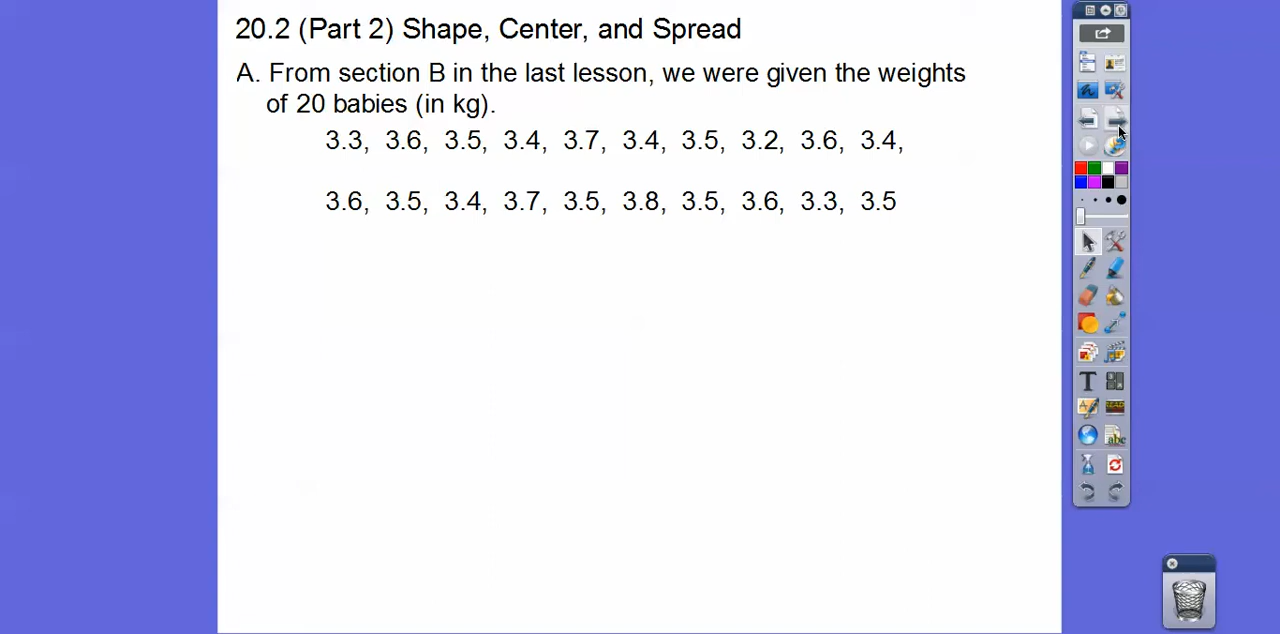 20.2 (Part 2) Shape, Center, and Spread
A. From section B in the last lesson, we were given the weights
of 20 babies (in kg).
3.3, 3.6, 3.5, 3.4, 3.7, 3.4, 3.5, 3.2, 3.6, 3.4,
3.6, 3.5, 3.4, 3.7, 3.5, 3.8, 3.5, 3.6, 3.3, 3.5